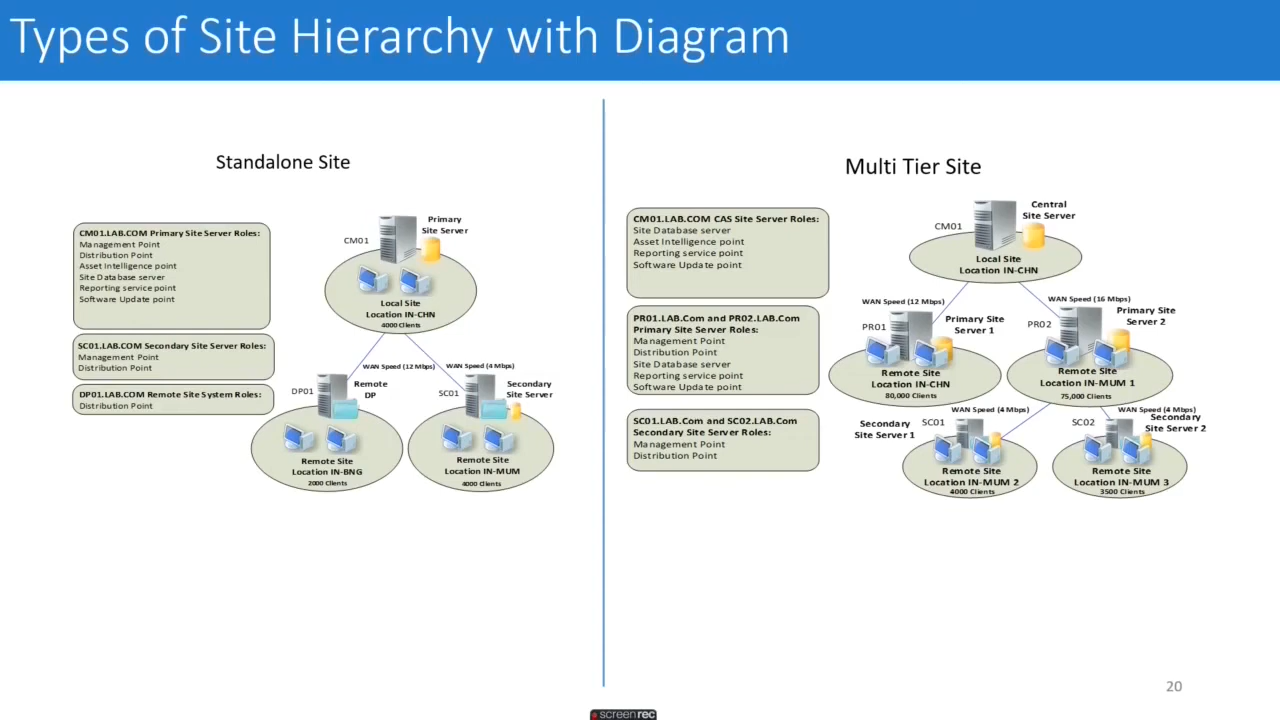 Types of Site Hierarchy with Diagram
Standalone Site
CM01.LAB.COM Primary Site Server Roles:
Management Point
Distribution Point
Asset Intelligence point
Site Database server
Reporting service point
Software Update point
SC01.LAB.COM Secondary Site Server Roles:
Management Point
Distribution Point
DP01.LAB.COM Remote Site System Roles:
Distribution Point
Primary
Site Server
CM01
Local Site
Location IN-CHN
4000 Clients
WAN Speed (12 Mbps)
WAN Speed (4 Mbps)
DP01
Remote
DP
SC01
Secondary
Site Server
Remote Site
Location IN-BNG
2000 Clients
Remote Site
Location IN-MUM
4000 Clients
Multi Tier Site
CM01.LAB.COM CAS Site Server Roles:
Site Database server
Asset Intelligence point
Reporting service point
Software Update point
PR01.LAB.Com and PR02.LAB.Com
Primary Site Server Roles:
Management Point
Distribution Point
Site Database server
Reporting service point
Software Update point
SC01.LAB.Com and SC02.LAB.Com
Secondary Site Server Roles:
Management Point
Distribution Point
Central
Site Server
CM01
Local Site
Location IN-CHN
WAN Speed (12 Mbps)
WAN Speed (16 Mbps)
PR01
Primary Site
Server 1
PR02
Primary Site
Server 2
Remote Site
Location IN-CHN
80,000 Clients
Remote Site
Location IN-MUM 1
75,000 Clients
WAN Speed (4 Mbps)
WAN Speed (4 Mbps)
Secondary
Site Server 1
SC01
SC02
Secondary
Site Server 2
Remote Site
Location IN-MUM 2
4000 Clients
Remote Site
Location IN-MUM 3
3500 Clients
20
screenrec